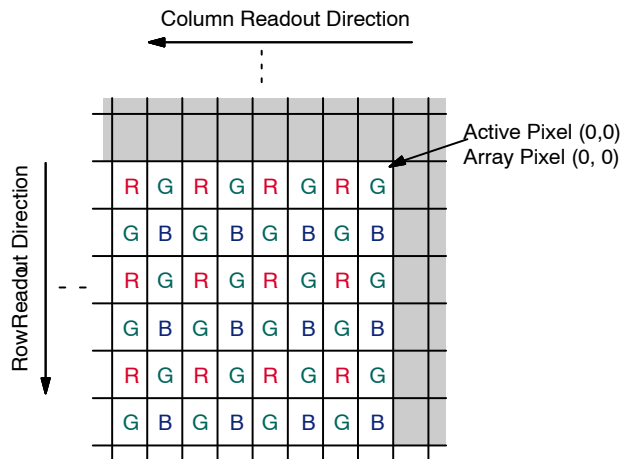 Column Readout Direction
Active Pixel (0,0)
Array Pixel (0, 0)
RowReadout Direction
R G R G R G R G
G B G B G B G B
R G R G R G R G
G B G B G B G B
R G R G R G R G
G B G B G B G B